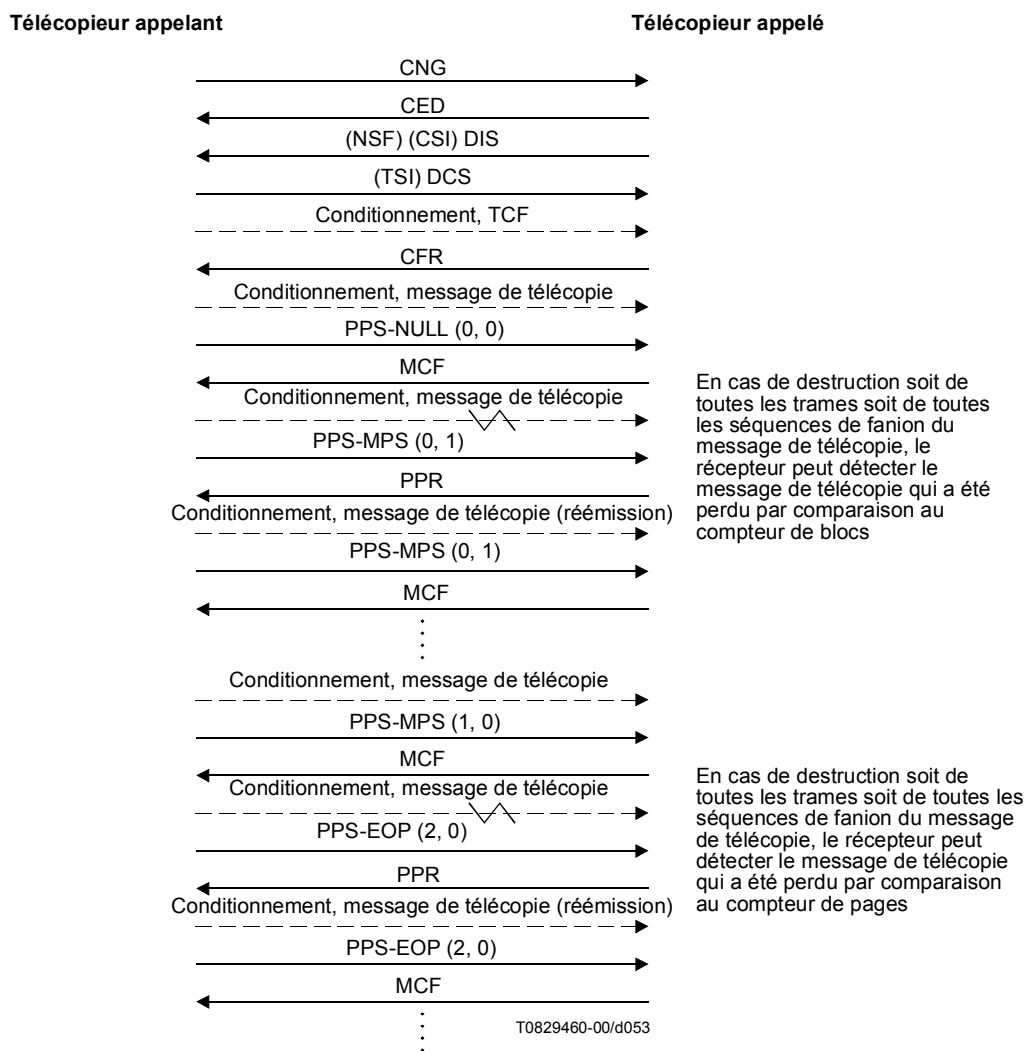 Télécopieur appelant
Télécopieur appelé
CNG
CED
(NSF) (CSI) DIS
(TSI) DCS
Conditionnement, TCF
CFR
Conditionnement, message de télécopie
PPS-NULL (0, 0)
MCF
Conditionnement, message de télécopie
PPS-MPS (0, 1)
PPR
Conditionnement, message de télécopie (réémission)
PPS-MPS (0, 1)
MCF
En cas de destruction soit de
toutes les trames soit de toutes
les séquences de fanion du
message de télécopie, le
récepteur peut détecter le
message de télécopie qui a été
perdu par comparaison au
compteur de blocs
Conditionnement, message de télécopie
PPS-MPS (1, 0)
MCF
Conditionnement, message de télécopie
PPS-EOP (2, 0)
PPR
Conditionnement, message de télécopie (réémission)
PPS-EOP (2, 0)
MCF
En cas de destruction soit de
toutes les trames soit de toutes les
séquences de fanion du message
de télécopie, le récepteur peut
détecter le message de télécopie
qui a été perdu par comparaison
au compteur de pages
T0829460-00/d053